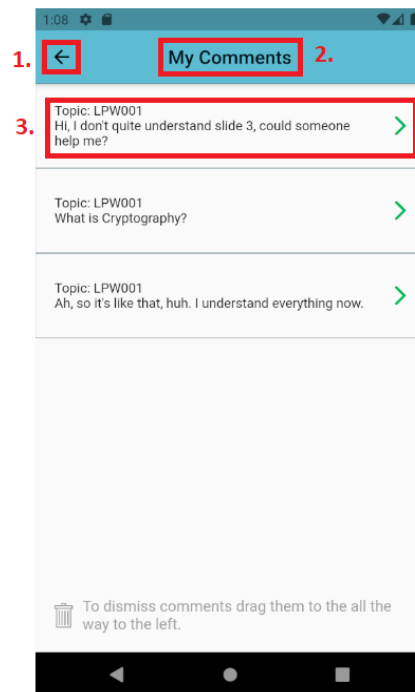 1:08
1.
My Comments
2.
3.
Topic: LPW001
Hi, I don't quite understand slide 3, could someone
help me?
Topic: LPW001
What is Cryptography?
Topic: LPW001
Ah, so it's like that, huh. I understand everything now.
To dismiss comments drag them to the all the
way to the left.